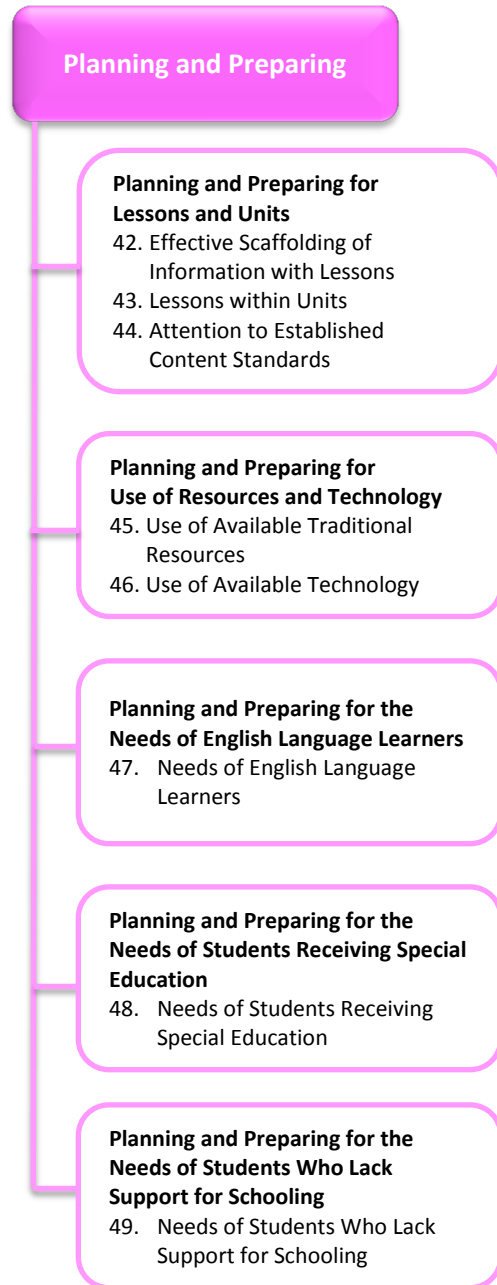 Planning and Preparing
Planning and Preparing for
Lessons and Units
42. Effective Scaffolding of
Information with Lessons
43. Lessons within Units
44. Attention to Established
Content Standards
Planning and Preparing for
Use of Resources and Technology
45. Use of Available Traditional
Resources
46. Use of Available Technology
Planning and Preparing for the
Needs of English Language Learners
47. Needs of English Language
Learners
Planning and Preparing for the
Needs of Students Receiving Special
Education
48. Needs of Students Receiving
Special Education
Planning and Preparing for the
Needs of Students Who Lack
Support for Schooling
49. Needs of Students Who Lack
Support for Schooling